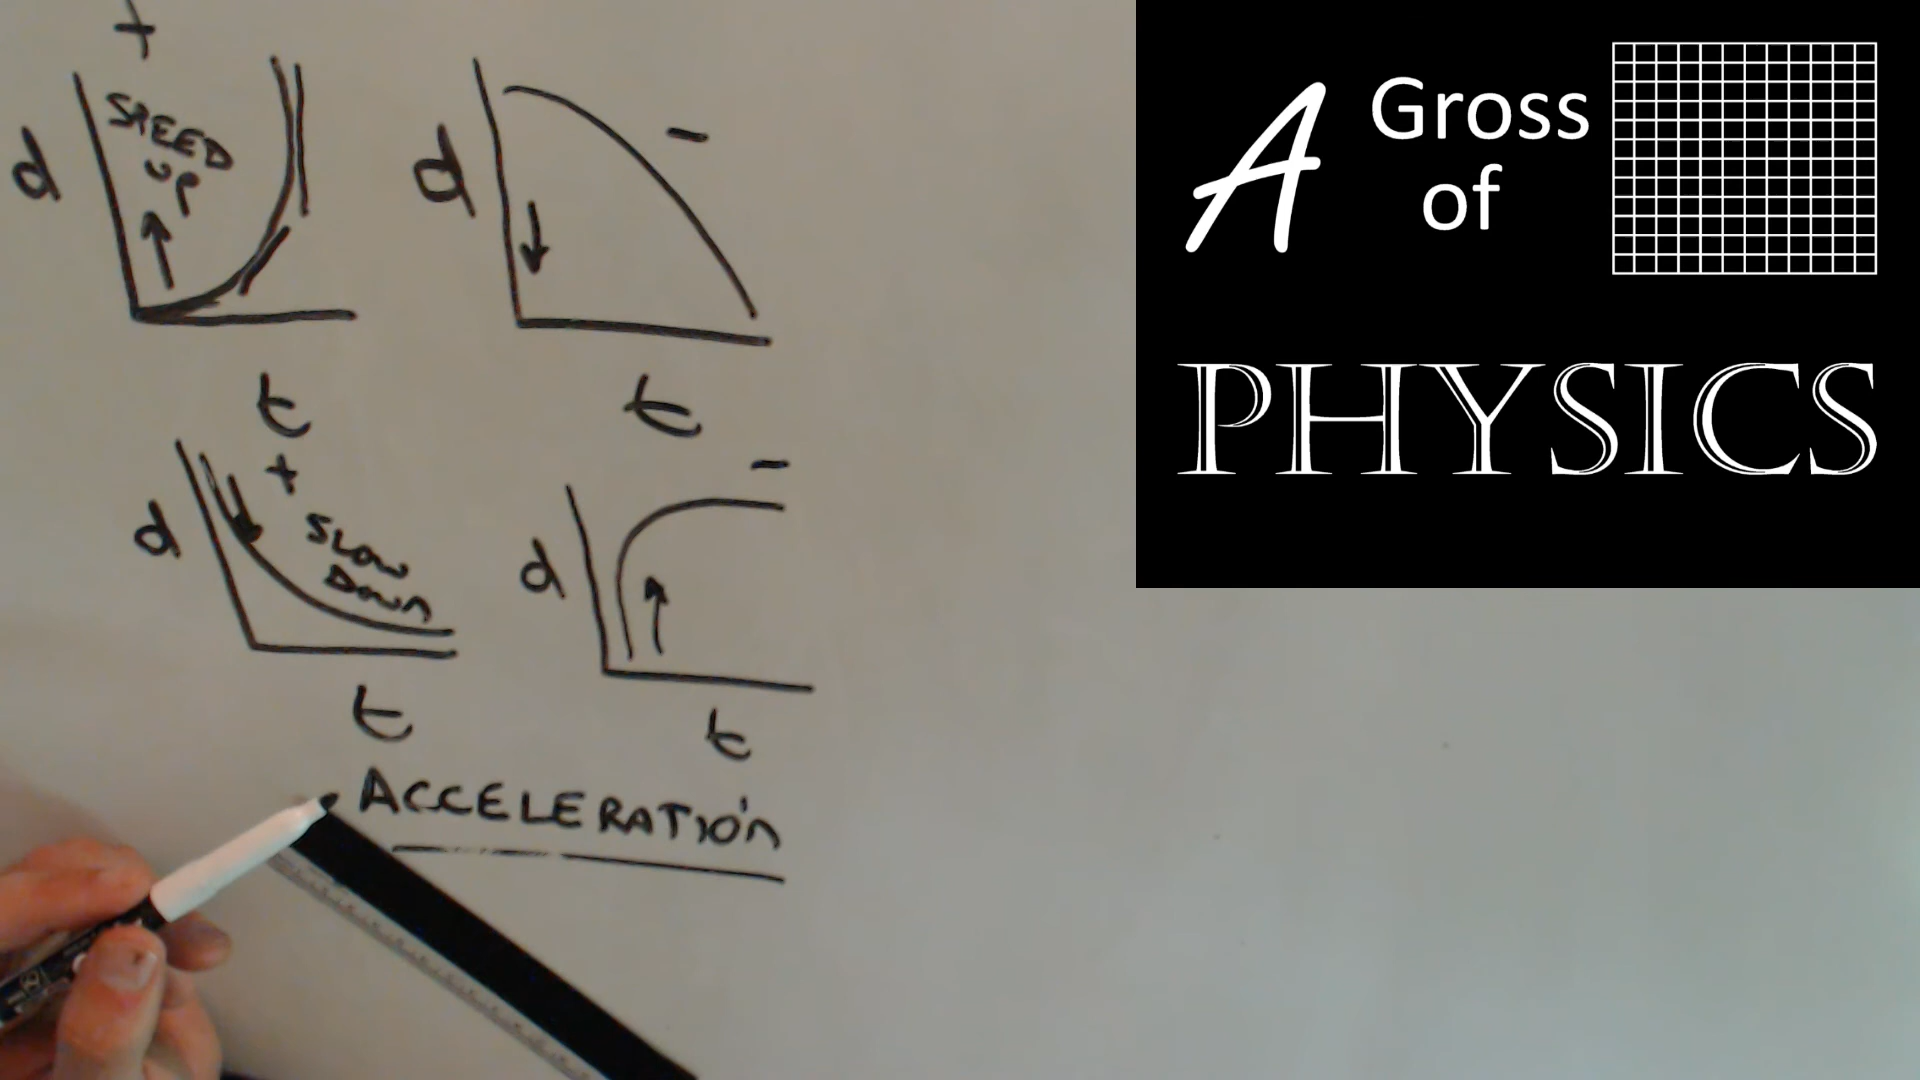 +
SPEED
UP
d
t
d
-
t
+
d
SLOW
DOWN
t
-
d
t
ACCELERATION
A Gross
of
PHYSICS